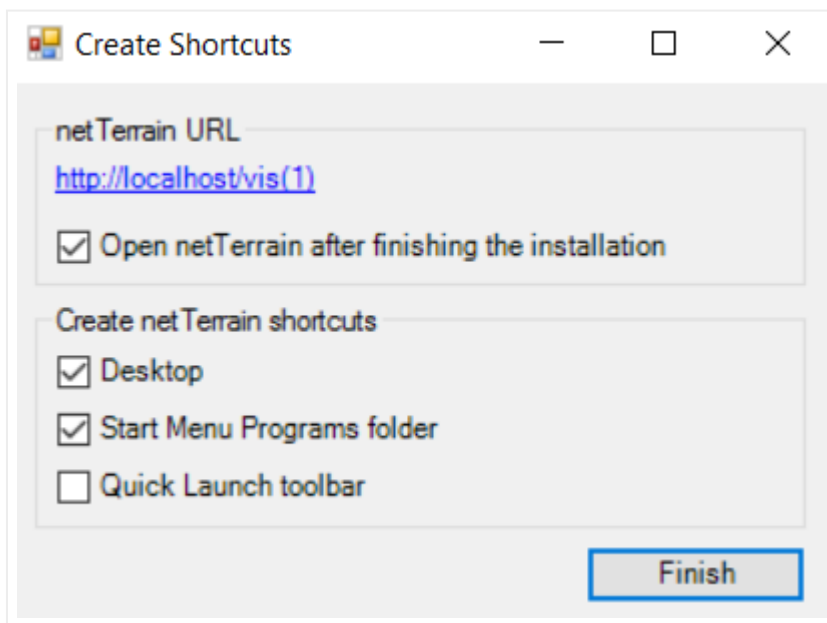 Create Shortcuts
netTerrain URL
http://localhost/vis(1)
Open netTerrain after finishing the installation
Create netTerrain shortcuts
Desktop
Start Menu Programs folder
Quick Launch toolbar
Finish